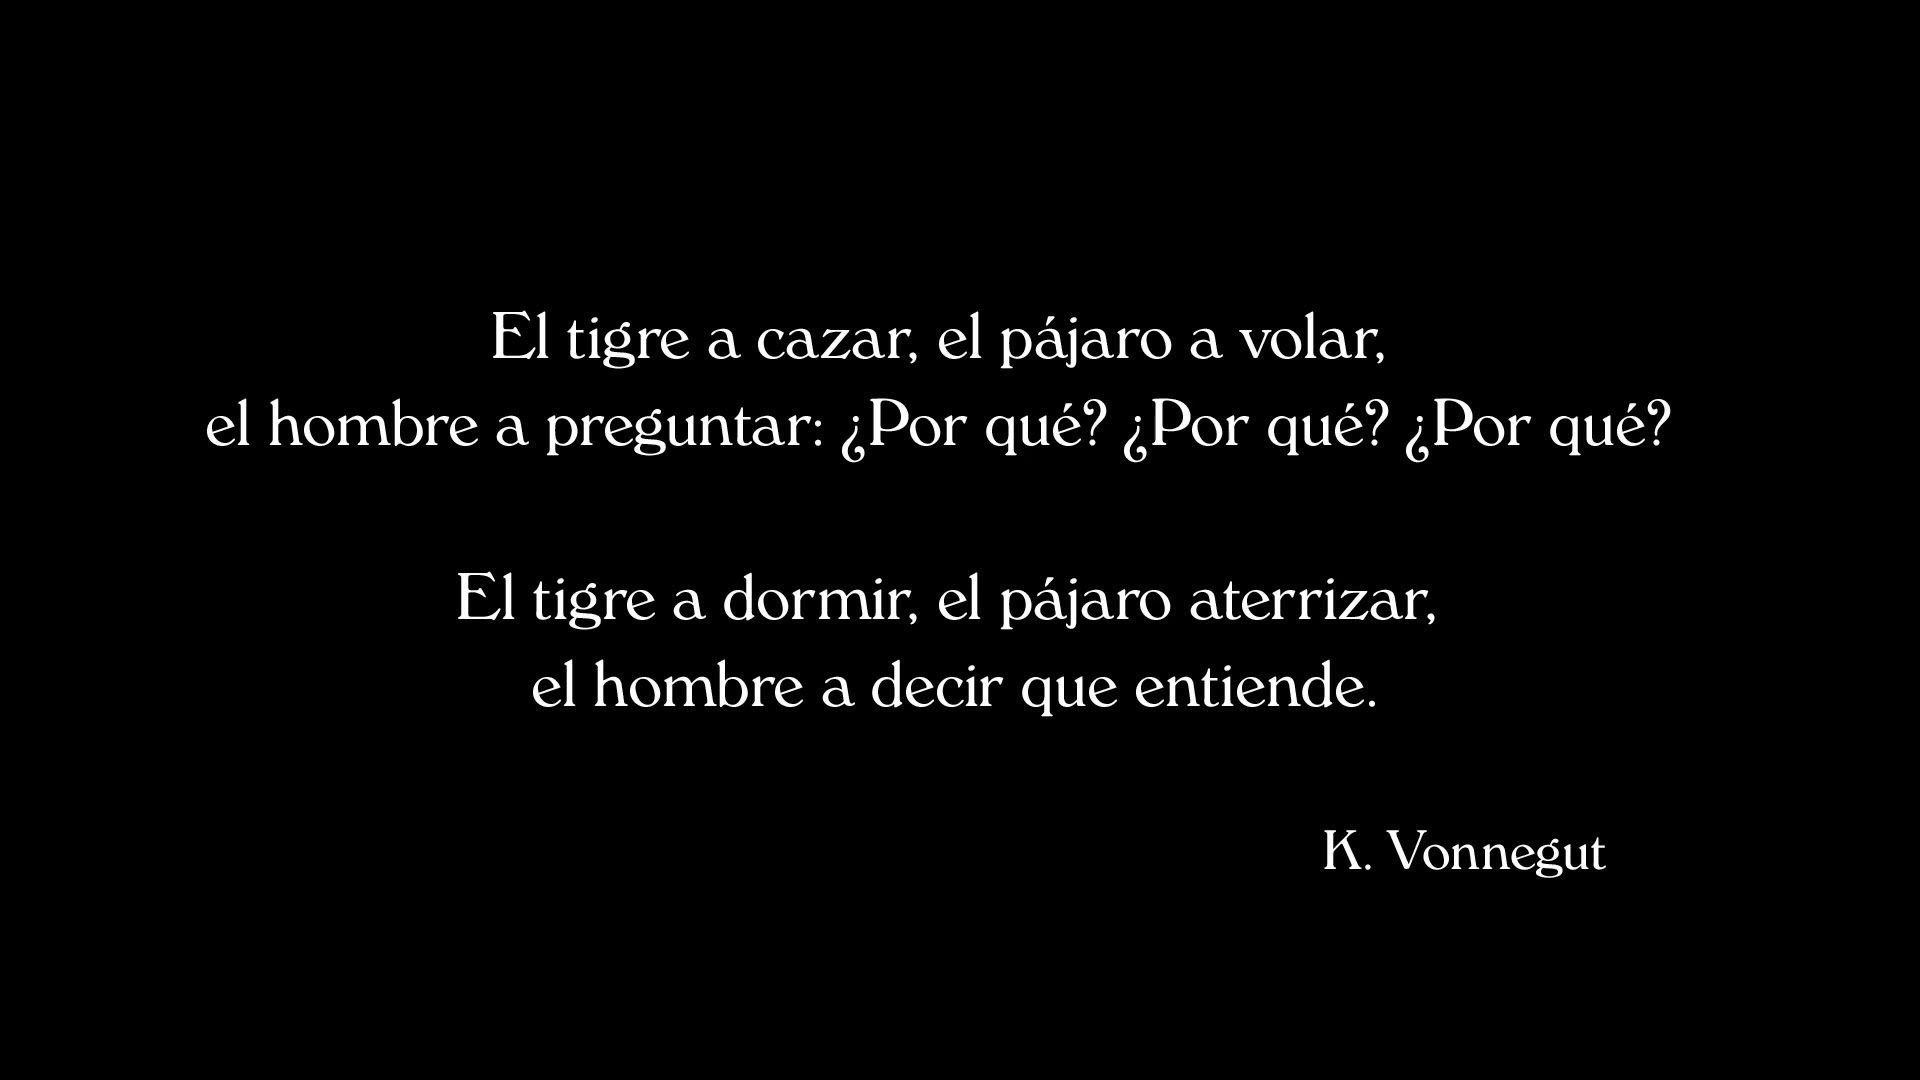 El tigre a cazar, el pájaro a volar,
el hombre a preguntar: ¿Por qué? ¿Por qué? ¿Por qué?
El tigre a dormir, el pájaro aterrizar,
el hombre a decir que entiende.
K. Vonnegut